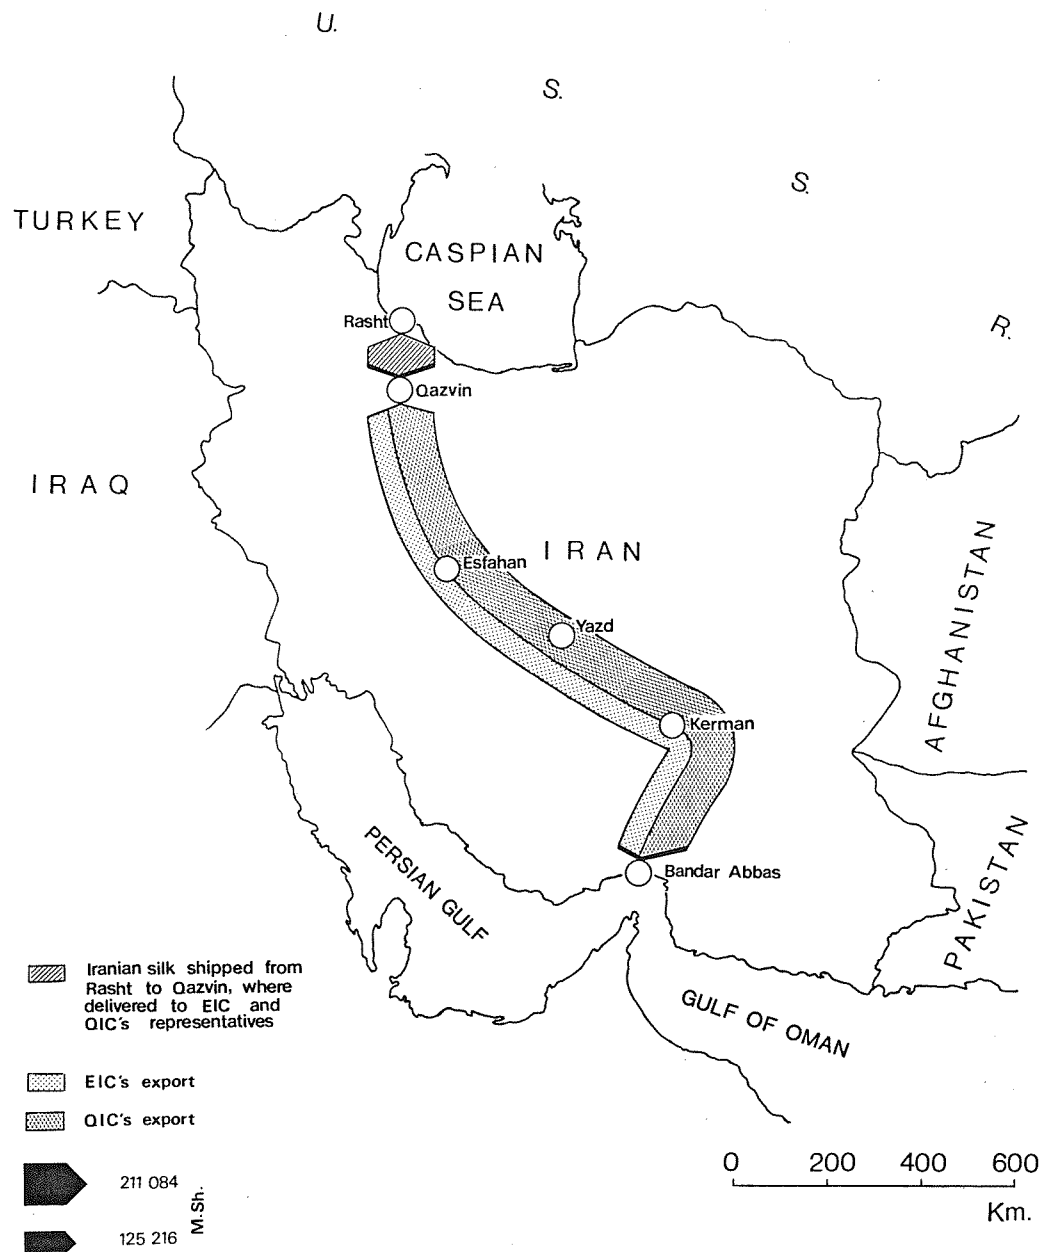 U.
S.
S.
R.
TURKEY
CASPIAN
SEA
Rasht
Qazvin
IRAQ
IRAN
Esfahan
Yazd
Kerman
AFGHANISTAN
PAKISTAN
PERSIAN GULF
Bandar Abbas
GULF OF OMAN
Iranian silk shipped from
Rasht to Qazvin, where
delivered to EIC and
QIC's representatives
EIC's export
QIC's export
211 084
125 216
M.Sh.
0 200 400 600
Km.